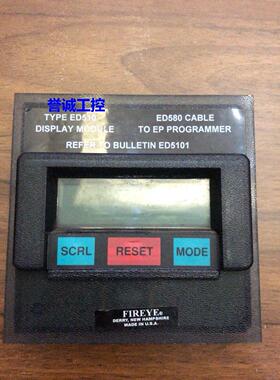 誉诚工控
TYPE ED510
ED580 CABLE
DISPLAY MODULE
TO EP PROGRAMMER
REFER TO BULLETIN ED5101
SCRL
RESET
MODE
FIREYE®
DERRY, NEW HAMPSHIRE
MADE IN U.S.A.